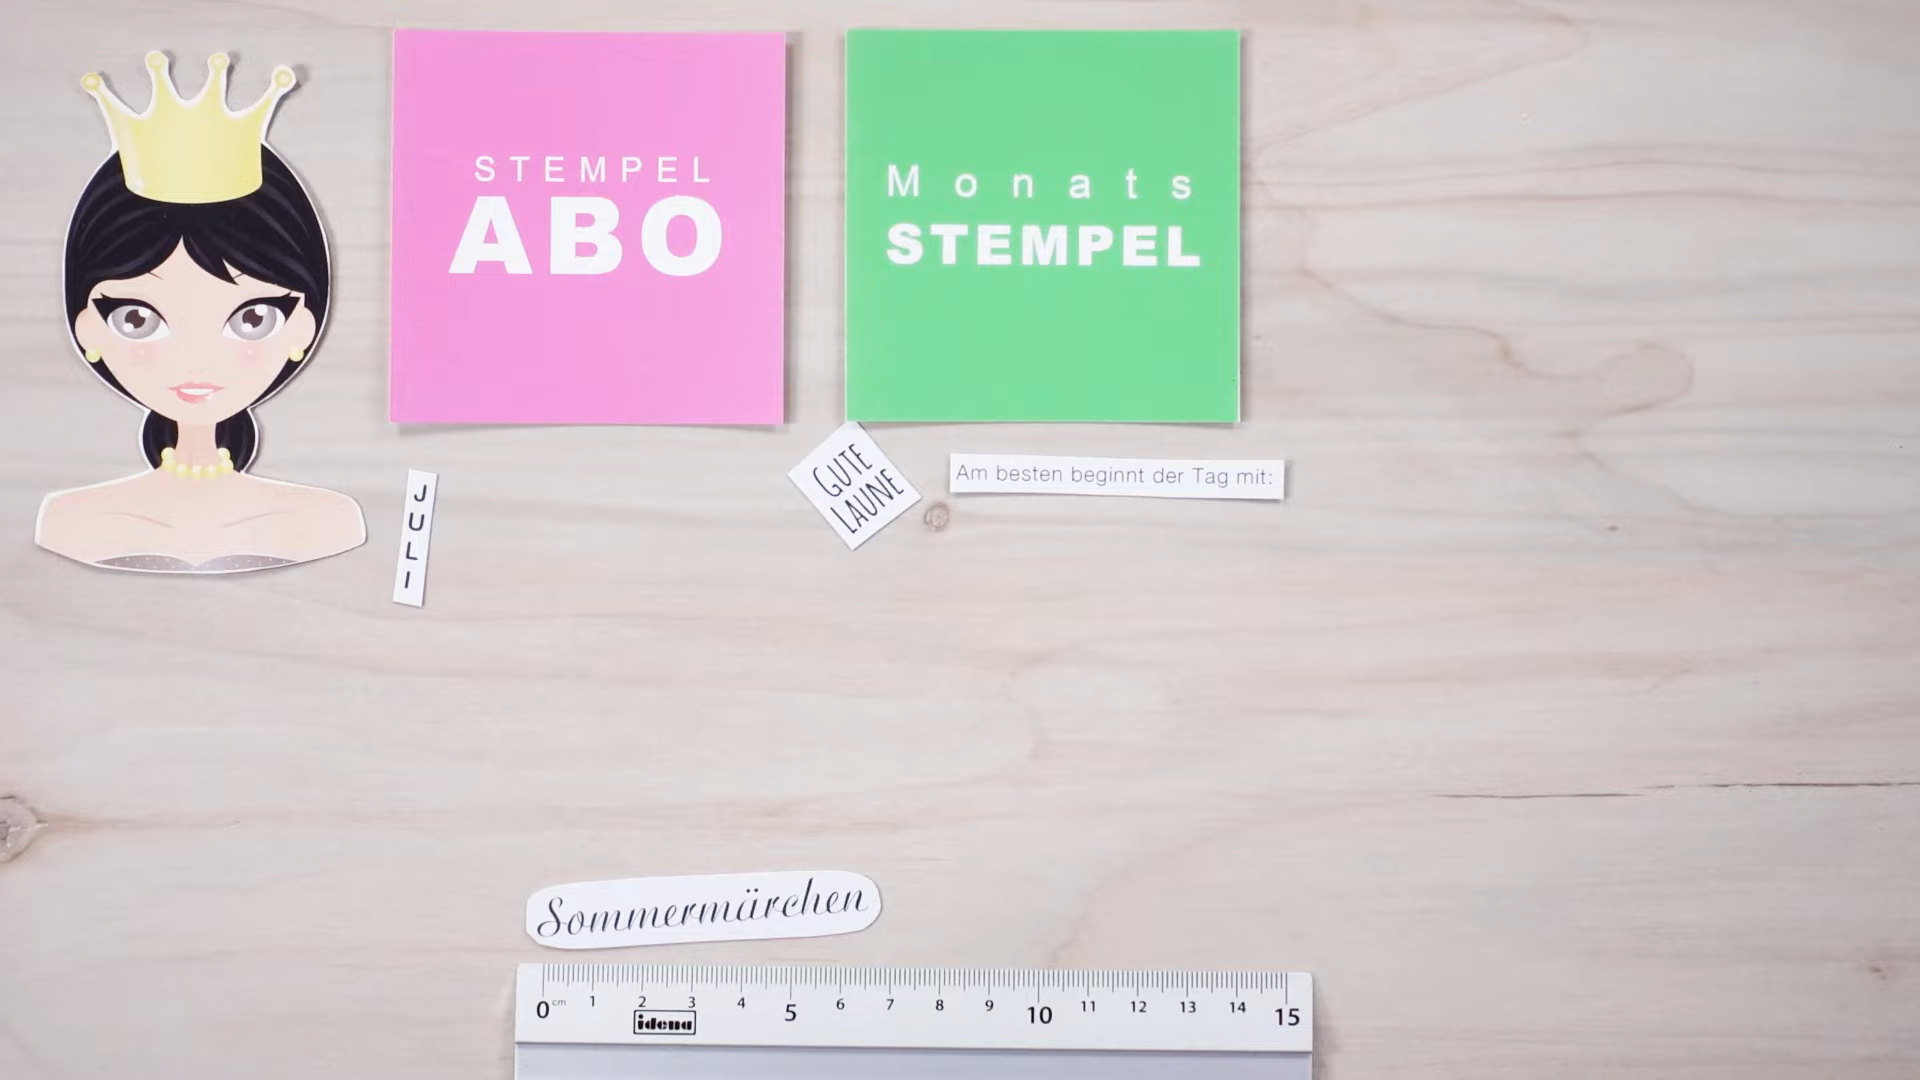 STEMPEL
ABO
Monats
STEMPEL
JULI
GUTE
LAUNE
Am besten beginnt der Tag mit:
Sommermärchen
0 cm 1 2 3 4 5 6 7 8 9 10 11 12 13 14 15
idena